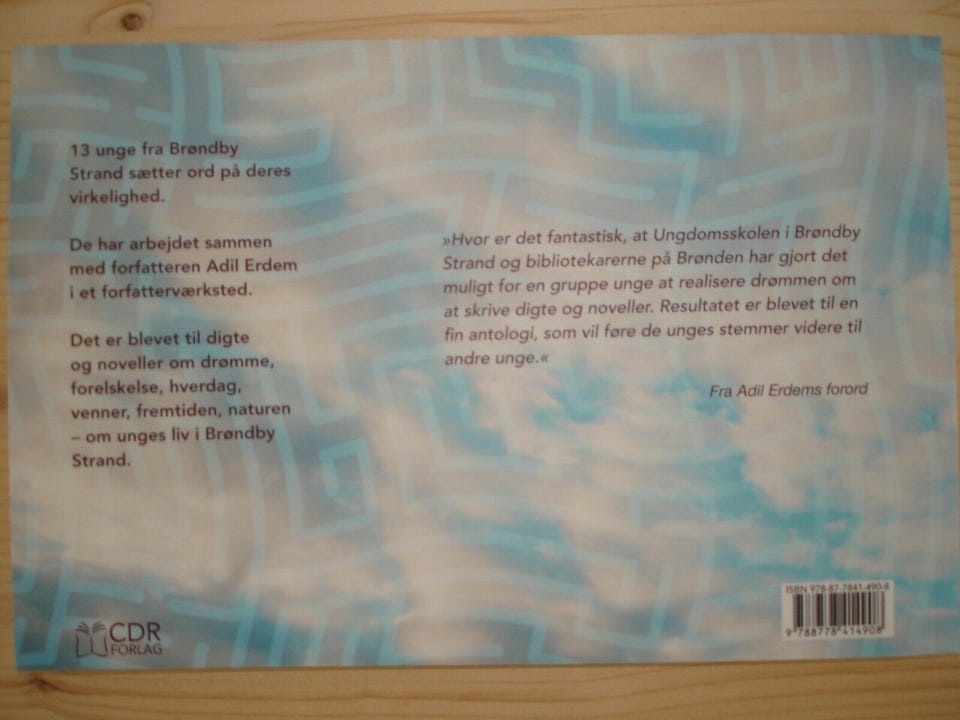 13 unge fra Brøndby
Strand sætter ord på deres
virkelighed.
De har arbejdet sammen
med forfatteren Adil Erdem
i et forfatterværksted.
Det er blevet til digte
og noveller om drømme,
forelskelse, hverdag,
venner, fremtiden, naturen
– om unges liv i Brøndby
Strand.
»Hvor er det fantastisk, at Ungdomsskolen i Brøndby
Strand og bibliotekarerne på Brønden har gjort det
muligt for en gruppe unge at realisere drømmen om
at skrive digte og noveller. Resultatet er blevet til en
fin antologi, som vil føre de unges stemmer videre til
andre unge.«
Fra Adil Erdems forord
CDR
FORLAG
ISBN 978-87-7841-490-8
9 788778 414908